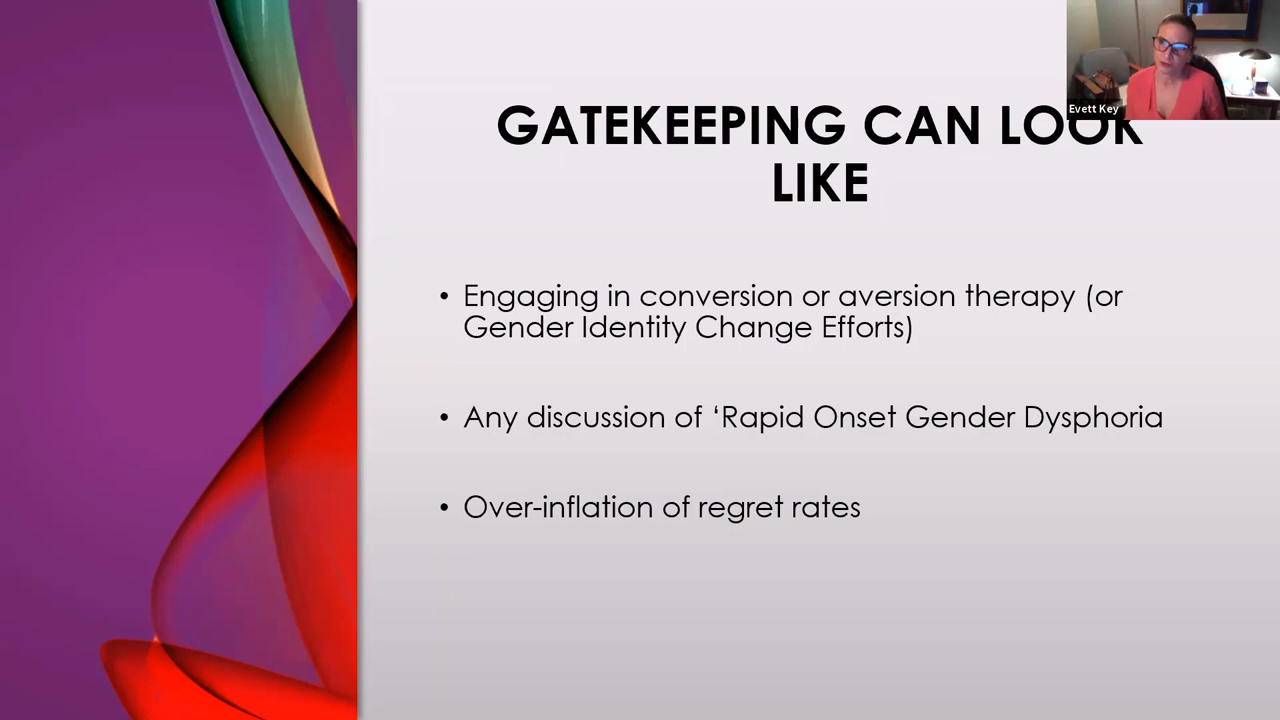 Evett Key
GATEKEEPING CAN LOOK
LIKE
• Engaging in conversion or aversion therapy (or
Gender Identity Change Efforts)
• Any discussion of ‘Rapid Onset Gender Dysphoria
• Over-inflation of regret rates